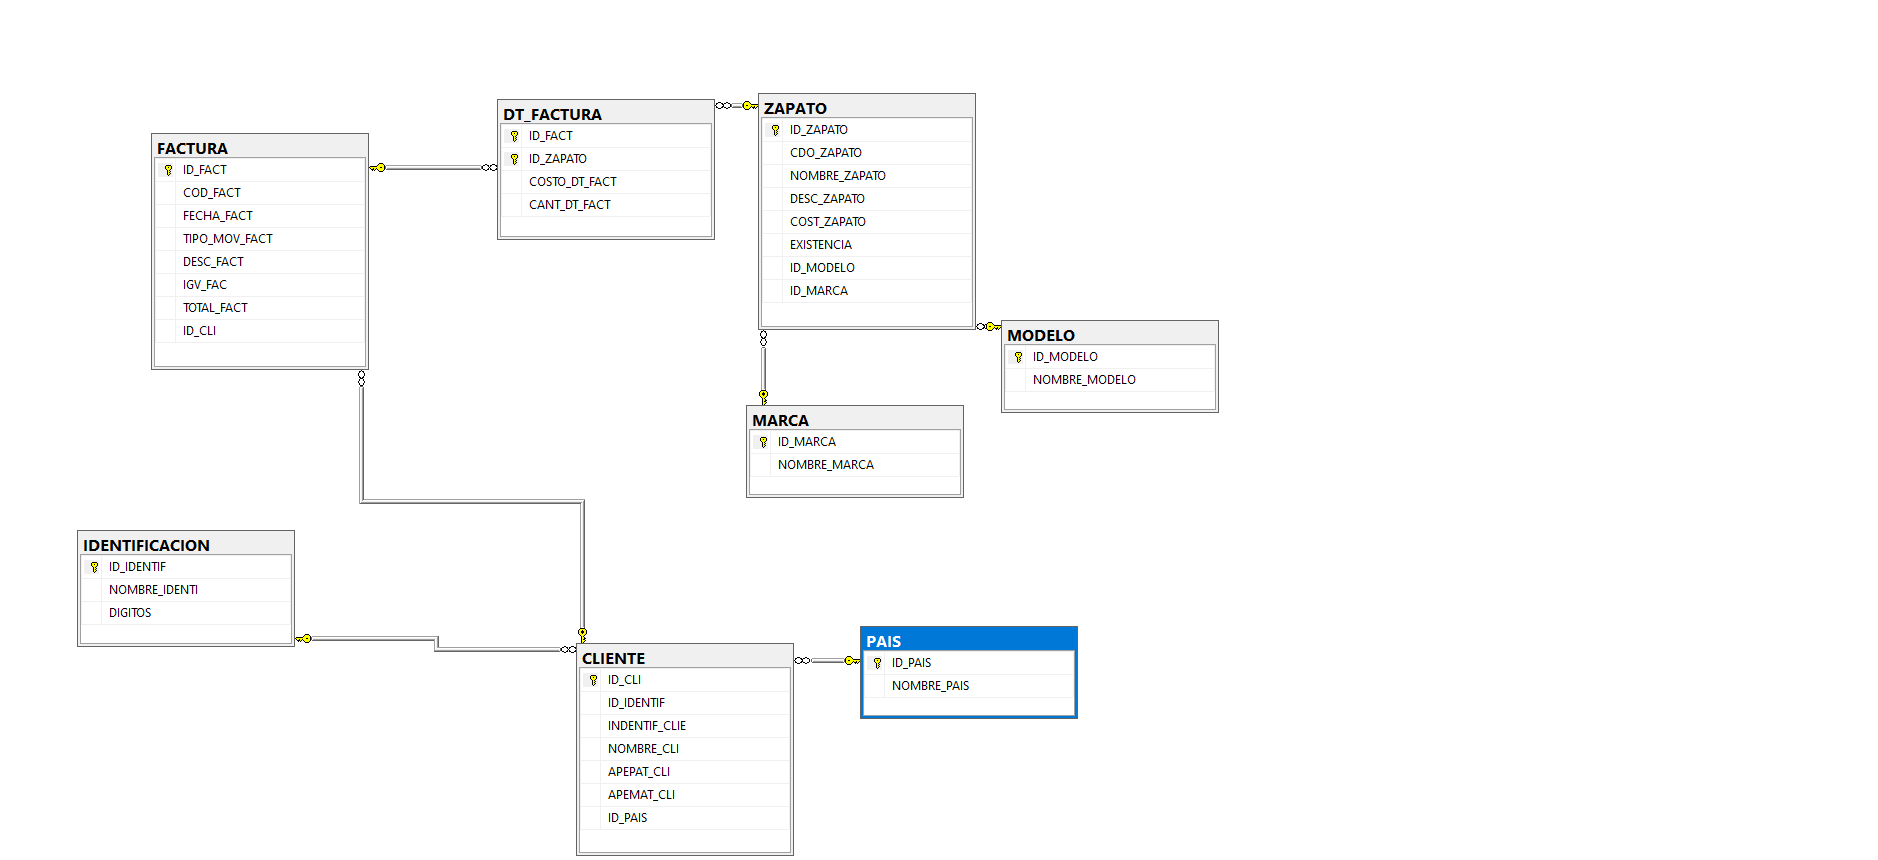 FACTURA
ID_FACT
COD_FACT
FECHA_FACT
TIPO_MOV_FACT
DESC_FACT
IGV_FAC
TOTAL_FACT
ID_CLI
DT_FACTURA
ID_FACT
ID_ZAPATO
COSTO_DT_FACT
CANT_DT_FACT
ZAPATO
ID_ZAPATO
CDO_ZAPATO
NOMBRE_ZAPATO
DESC_ZAPATO
COST_ZAPATO
EXISTENCIA
ID_MODELO
ID_MARCA
MODELO
ID_MODELO
NOMBRE_MODELO
MARCA
ID_MARCA
NOMBRE_MARCA
IDENTIFICACION
ID_IDENTIF
NOMBRE_IDENTI
DIGITOS
CLIENTE
ID_CLI
ID_IDENTIF
INDENTIF_CLIE
NOMBRE_CLI
APEPAT_CLI
APEMAT_CLI
ID_PAIS
PAIS
ID_PAIS
NOMBRE_PAIS